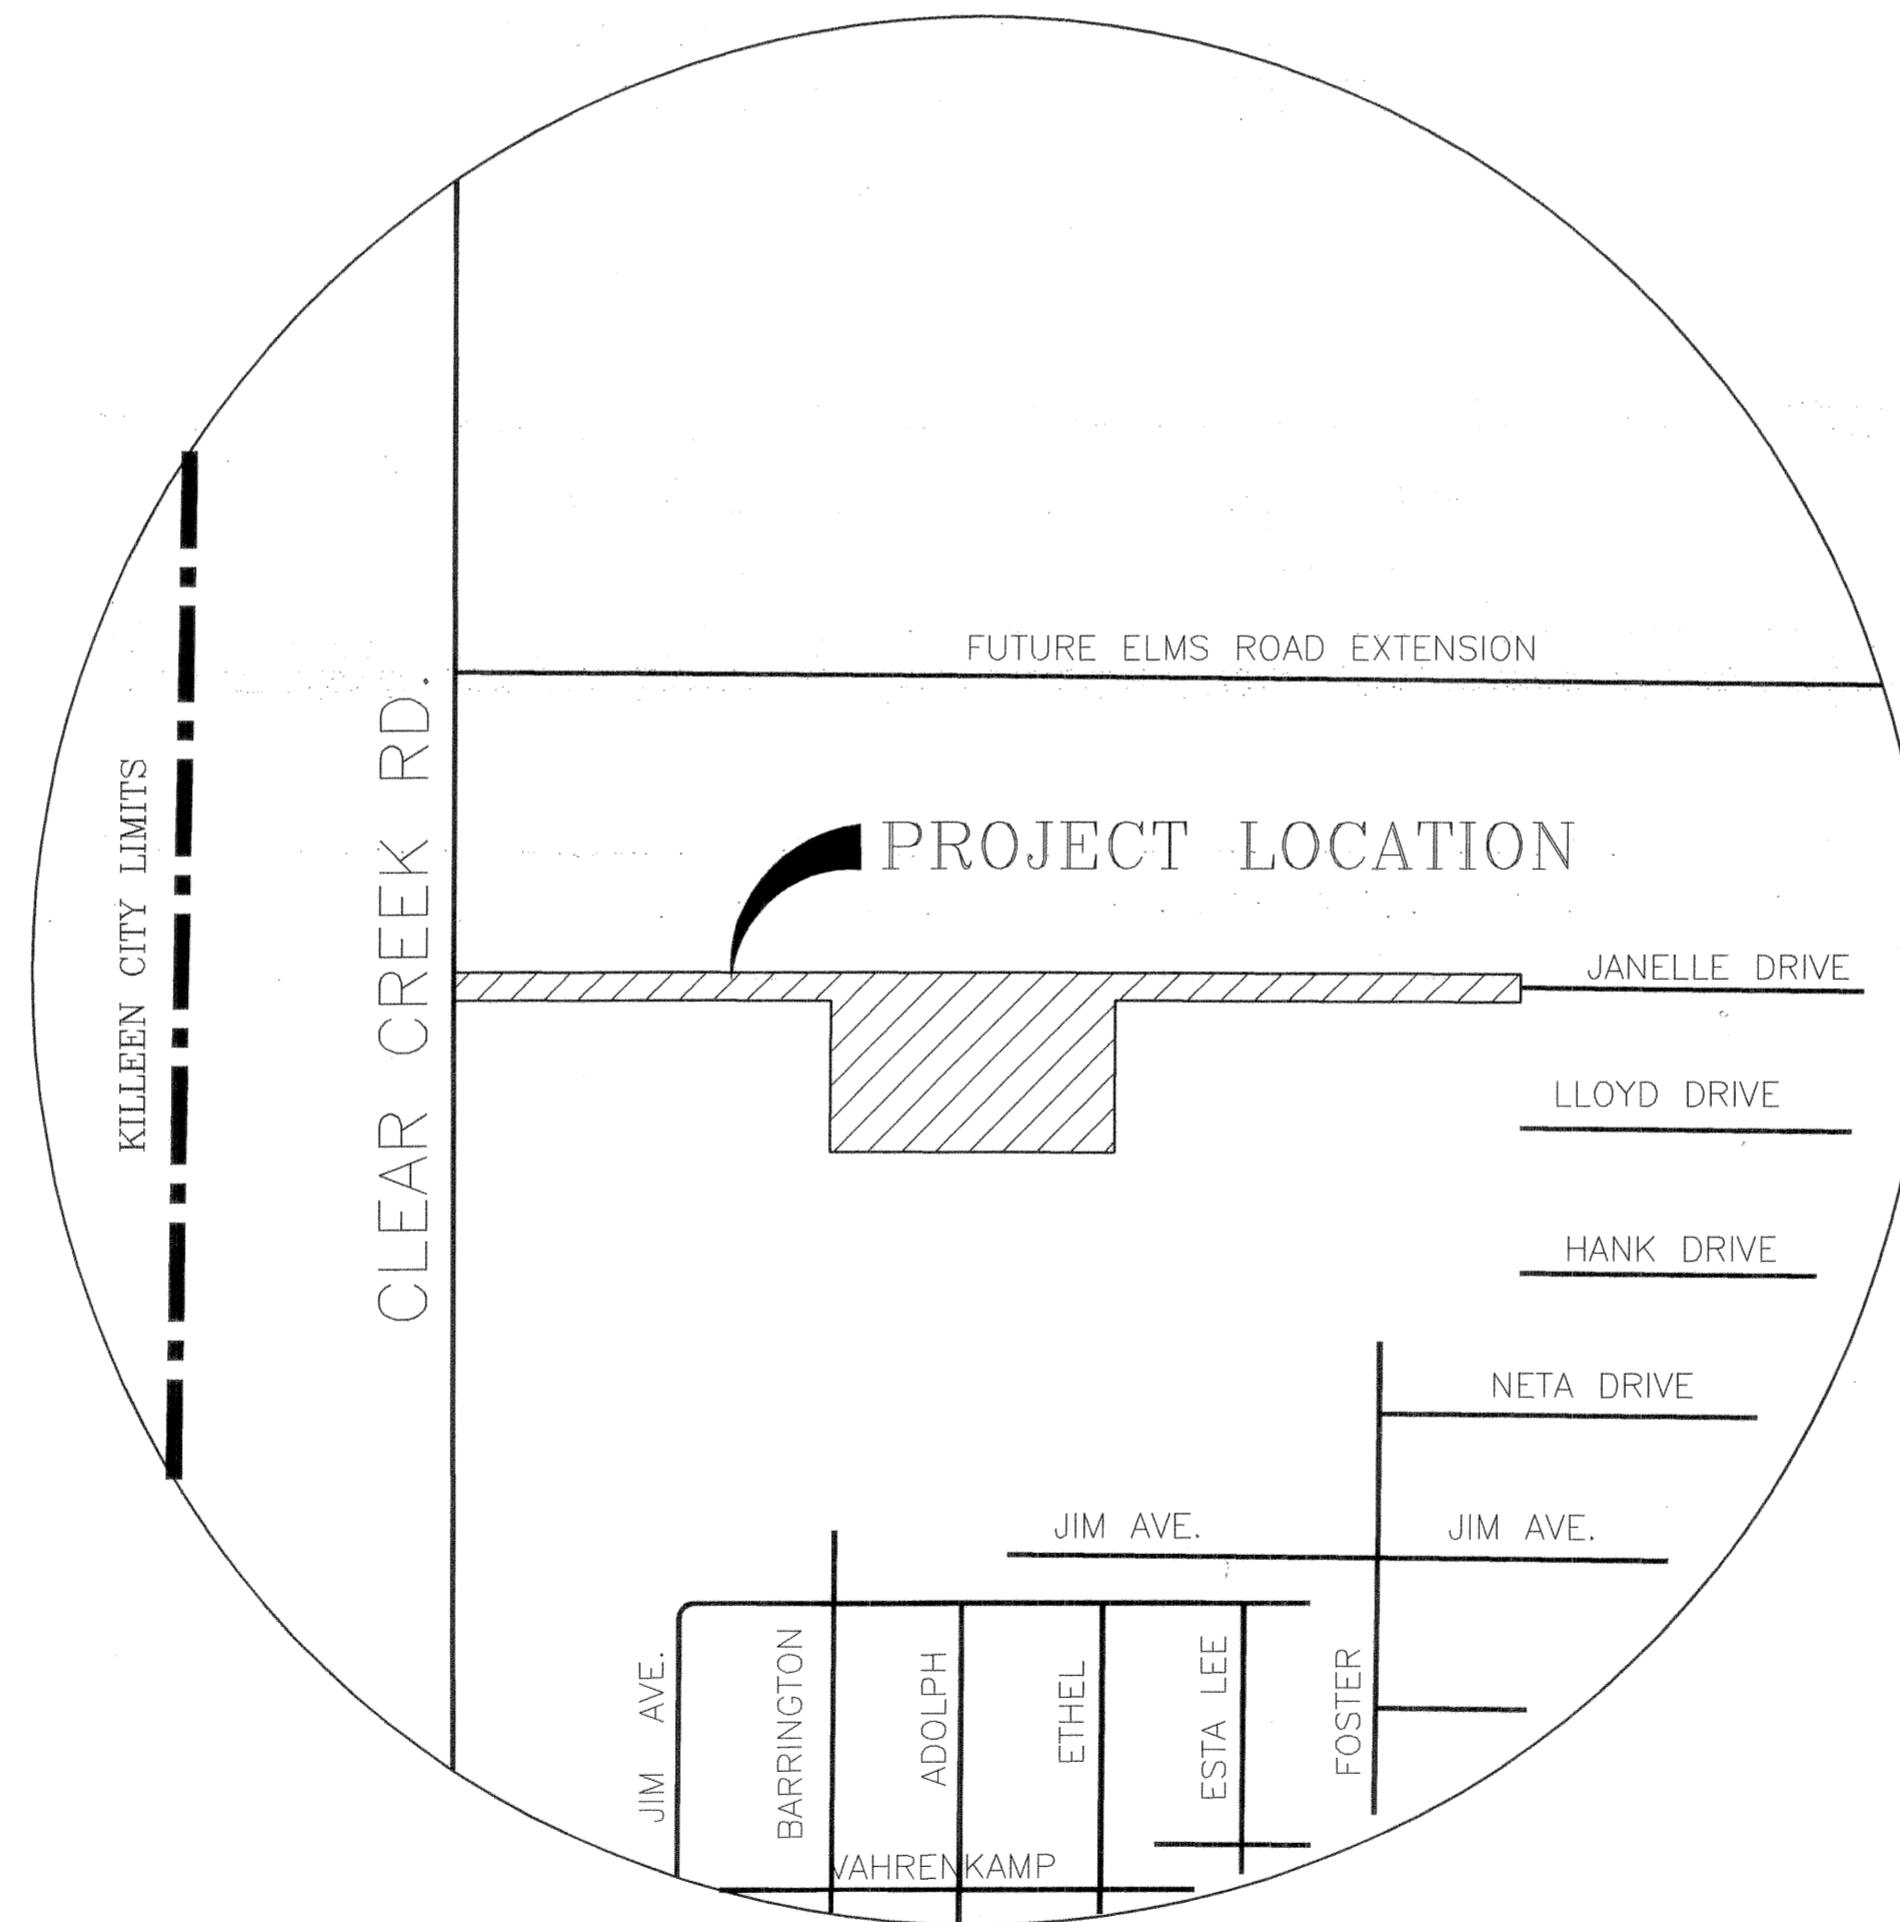 FUTURE ELMS ROAD EXTENSION
KILLEEN CITY LIMITS
CLEAR CREEK RD.
PROJECT LOCATION
JANELLE DRIVE
LLOYD DRIVE
HANK DRIVE
NETA DRIVE
JIM AVE.
JIM AVE.
JIM AVE.
BARRINGTON
ADOLPH
ETHEL
ESTA LEE
FOSTER
VAHRENKAMP